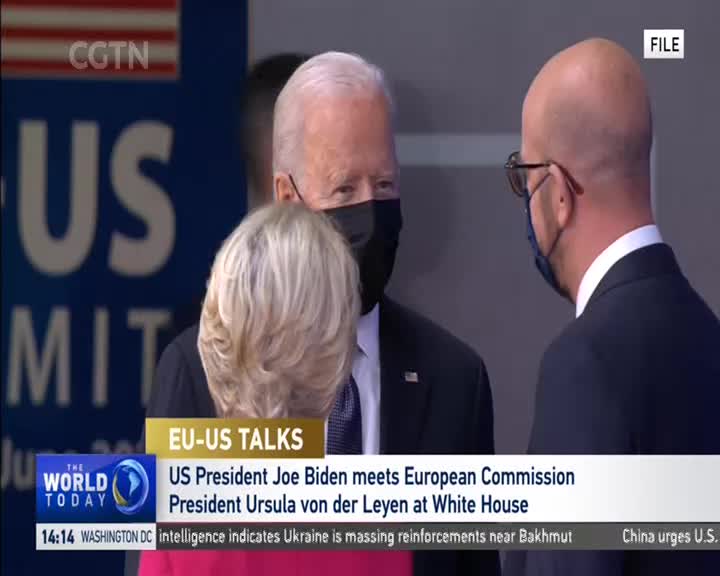 CGTN
FILE
-US
MIT
June
EU-US TALKS
THE WORLD TODAY
US President Joe Biden meets European Commission
President Ursula von der Leyen at White House
14:14 WASHINGTON DC
intelligence indicates Ukraine is massing reinforcements near Bakhmut China urges U.S.